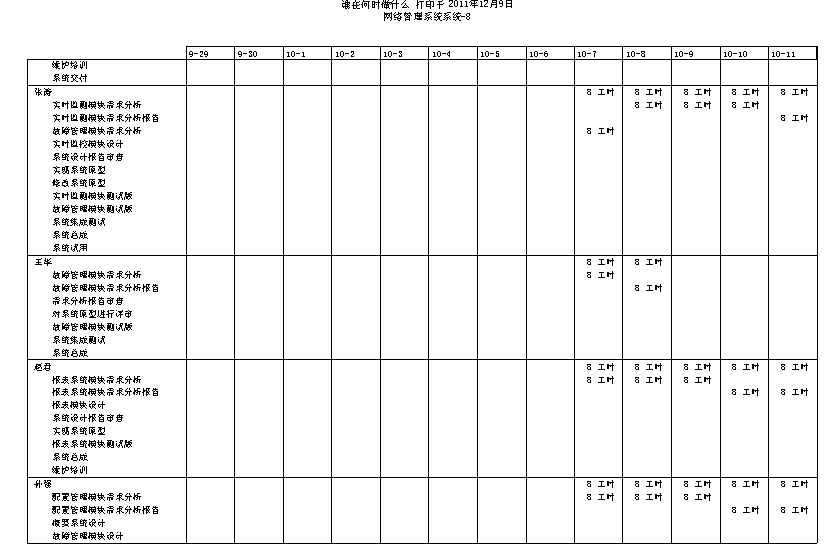 谁在何时做什么 打印于 2011年12月9日
网络管理系统系统-8
9-29 9-30 10-1 10-2 10-3 10-4 10-5 10-6 10-7 10-8 10-9 10-10 10-11
维护培训
系统交付
张涛 8 工时 8 工时 8 工时 8 工时 8 工时
实时监测模块需求分析 8 工时 8 工时 8 工时
实时监测模块需求分析报告 8 工时
故障管理模块需求分析 8 工时
实时监控模块设计
系统设计报告审查
实现系统原型
修改系统原型
实时监测模块测试版
故障管理模块测试版
系统集成测试
系统总成
系统试用
王华 8 工时 8 工时
故障管理模块需求分析 8 工时
故障管理模块需求分析报告 8 工时
需求分析报告审查
对系统原型进行评审
故障管理模块测试版
系统集成测试
系统总成
赵君 8 工时 8 工时 8 工时 8 工时 8 工时
报表系统模块需求分析 8 工时 8 工时 8 工时
报表系统模块需求分析报告 8 工时 8 工时
报表模块设计
系统设计报告审查
实现系统原型
报表系统模块测试版
系统总成
维护培训
孙强 8 工时 8 工时 8 工时 8 工时 8 工时
配置管理模块需求分析 8 工时 8 工时 8 工时
配置管理模块需求分析报告 8 工时 8 工时
概要系统设计
故障管理模块设计